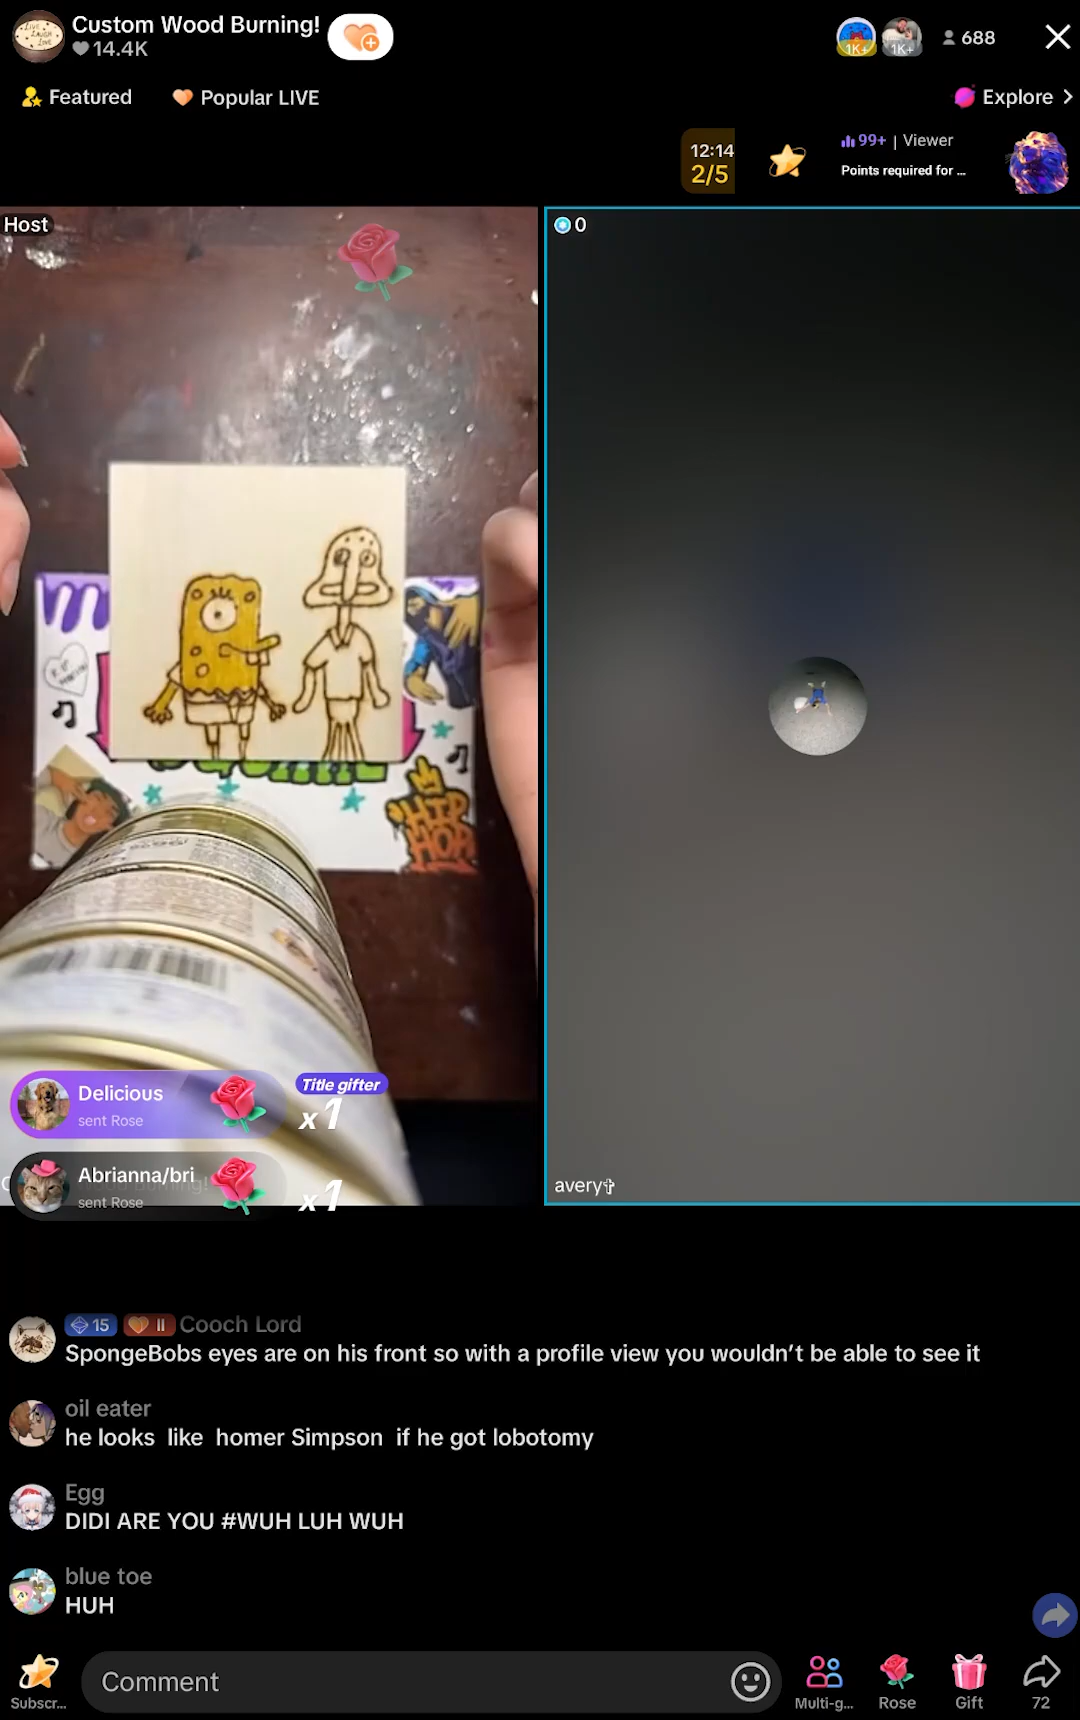 Custom Wood Burning!
14.4K
1K+
1K+
688
Featured
Popular LIVE
Explore >
12:14
2/5
99+ | Viewer
Points required for ...
Host
0
HIP
HOP
Delicious
sent Rose
Title gifter
x1
Abrianna/bri
sent Rose
x1
avery✞
15 II Cooch Lord
SpongeBobs eyes are on his front so with a profile view you wouldn't be able to see it
oil eater
he looks like homer Simpson if he got lobotomy
Egg
DIDI ARE YOU #WUH LUH WUH
blue toe
HUH
Comment
Subscr...
Multi-g...
Rose
Gift
72